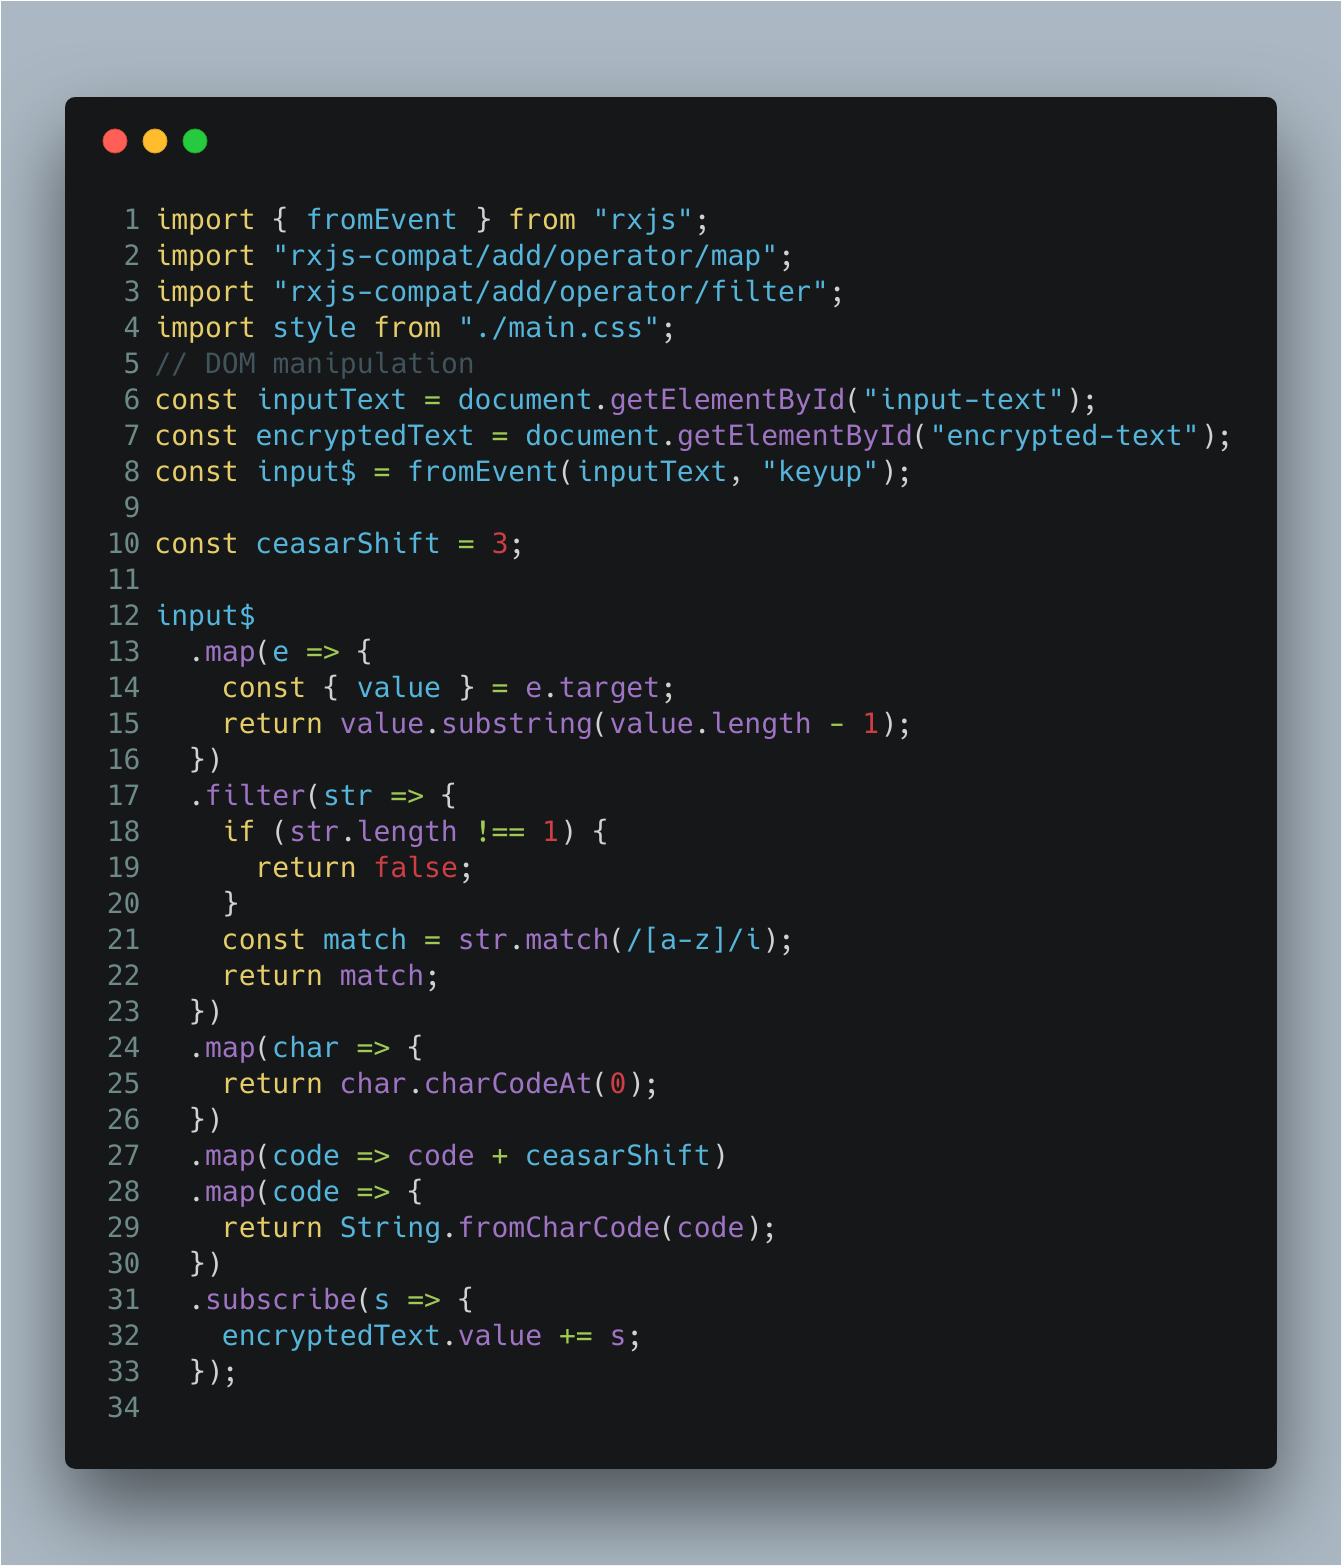 1 import { fromEvent } from "rxjs";
2 import "rxjs-compat/add/operator/map";
3 import "rxjs-compat/add/operator/filter";
4 import style from "./main.css";
5 // DOM manipulation
6 const inputText = document.getElementById("input-text");
7 const encryptedText = document.getElementById("encrypted-text");
8 const input$ = fromEvent(inputText, "keyup");
9
10 const ceasarShift = 3;
11
12 input$
13   .map(e => {
14     const { value } = e.target;
15     return value.substring(value.length - 1);
16   })
17   .filter(str => {
18     if (str.length !== 1) {
19       return false;
20     }
21     const match = str.match(/[a-z]/i);
22     return match;
23   })
24   .map(char => {
25     return char.charCodeAt(0);
26   })
27   .map(code => code + ceasarShift)
28   .map(code => {
29     return String.fromCharCode(code);
30   })
31   .subscribe(s => {
32     encryptedText.value += s;
33   });
34